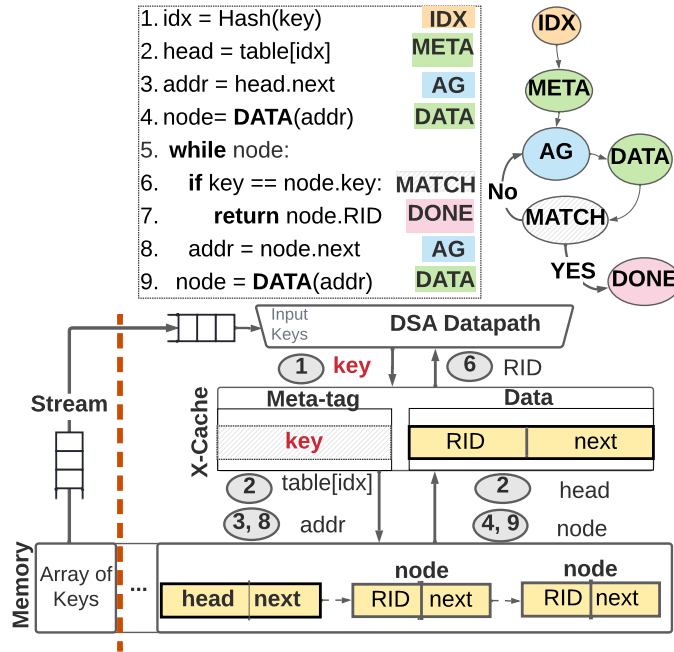 1. idx = Hash(key) IDX
2. head = table[idx] META
3. addr = head.next AG
4. node= DATA(addr) DATA
5. while node:
6. if key == node.key: MATCH
7. return node.RID DONE
8. addr = node.next AG
9. node = DATA(addr) DATA
IDX
META
AG
DATA
No
MATCH
YES
DONE
Input
Keys
DSA Datapath
1 key
6 RID
Stream
X-Cache
Meta-tag
Data
key
RID next
2 table[idx]
2 head
3, 8 addr
4, 9 node
Memory
Array of
Keys
...
head next
node
RID next
node
RID next